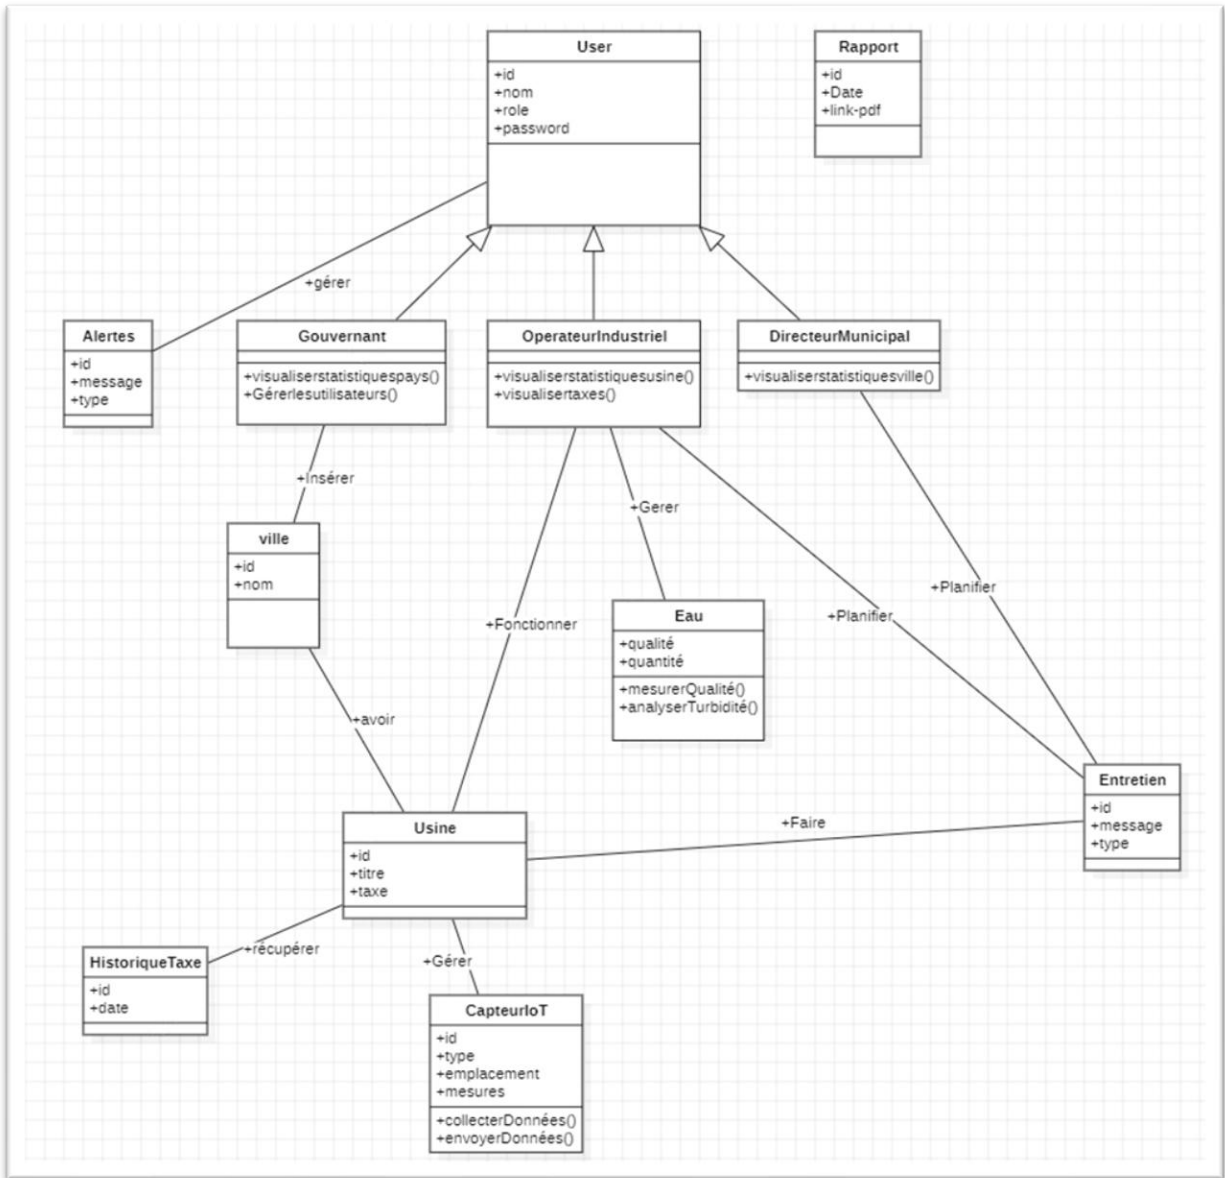 User
+id
+nom
+role
+password
Rapport
+id
+Date
+link-pdf
+gérer
Alertes
+id
+message
+type
Gouvernant
+visualiserstatistiquespays()
+Gérerlesutilisateurs()
OperateurIndustriel
+visualiserstatistiquesusine()
+visualisertaxes()
DirecteurMunicipal
+visualiserstatistiquesville()
+Insérer
+Gerer
ville
+id
+nom
+Fonctionner
+Planifier
+Planifier
Eau
+qualité
+quantité
+mesurerQualité()
+analyserTurbidité()
+avoir
Entretien
+id
+message
+type
Usine
+id
+titre
+taxe
+Faire
+récupérer
+Gérer
HistoriqueTaxe
+id
+date
CapteurIoT
+id
+type
+emplacement
+mesures
+collecterDonnées()
+envoyerDonnées()